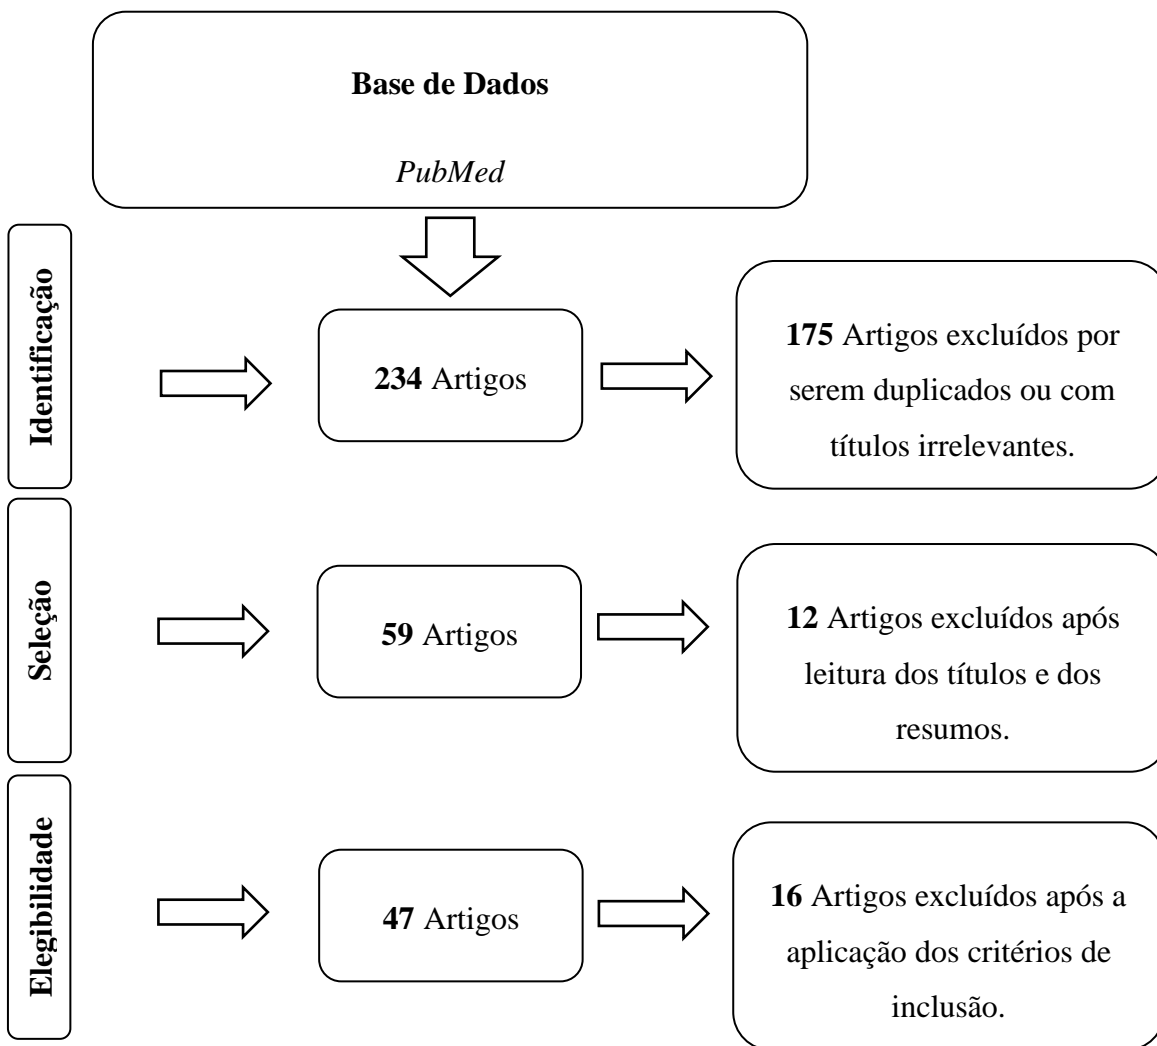 Base de Dados
PubMed
Identificação
234 Artigos
175 Artigos excluídos por
serem duplicados ou com
títulos irrelevantes.
Seleção
59 Artigos
12 Artigos excluídos após
leitura dos títulos e dos
resumos.
Elegibilidade
47 Artigos
16 Artigos excluídos após a
aplicação dos critérios de
inclusão.